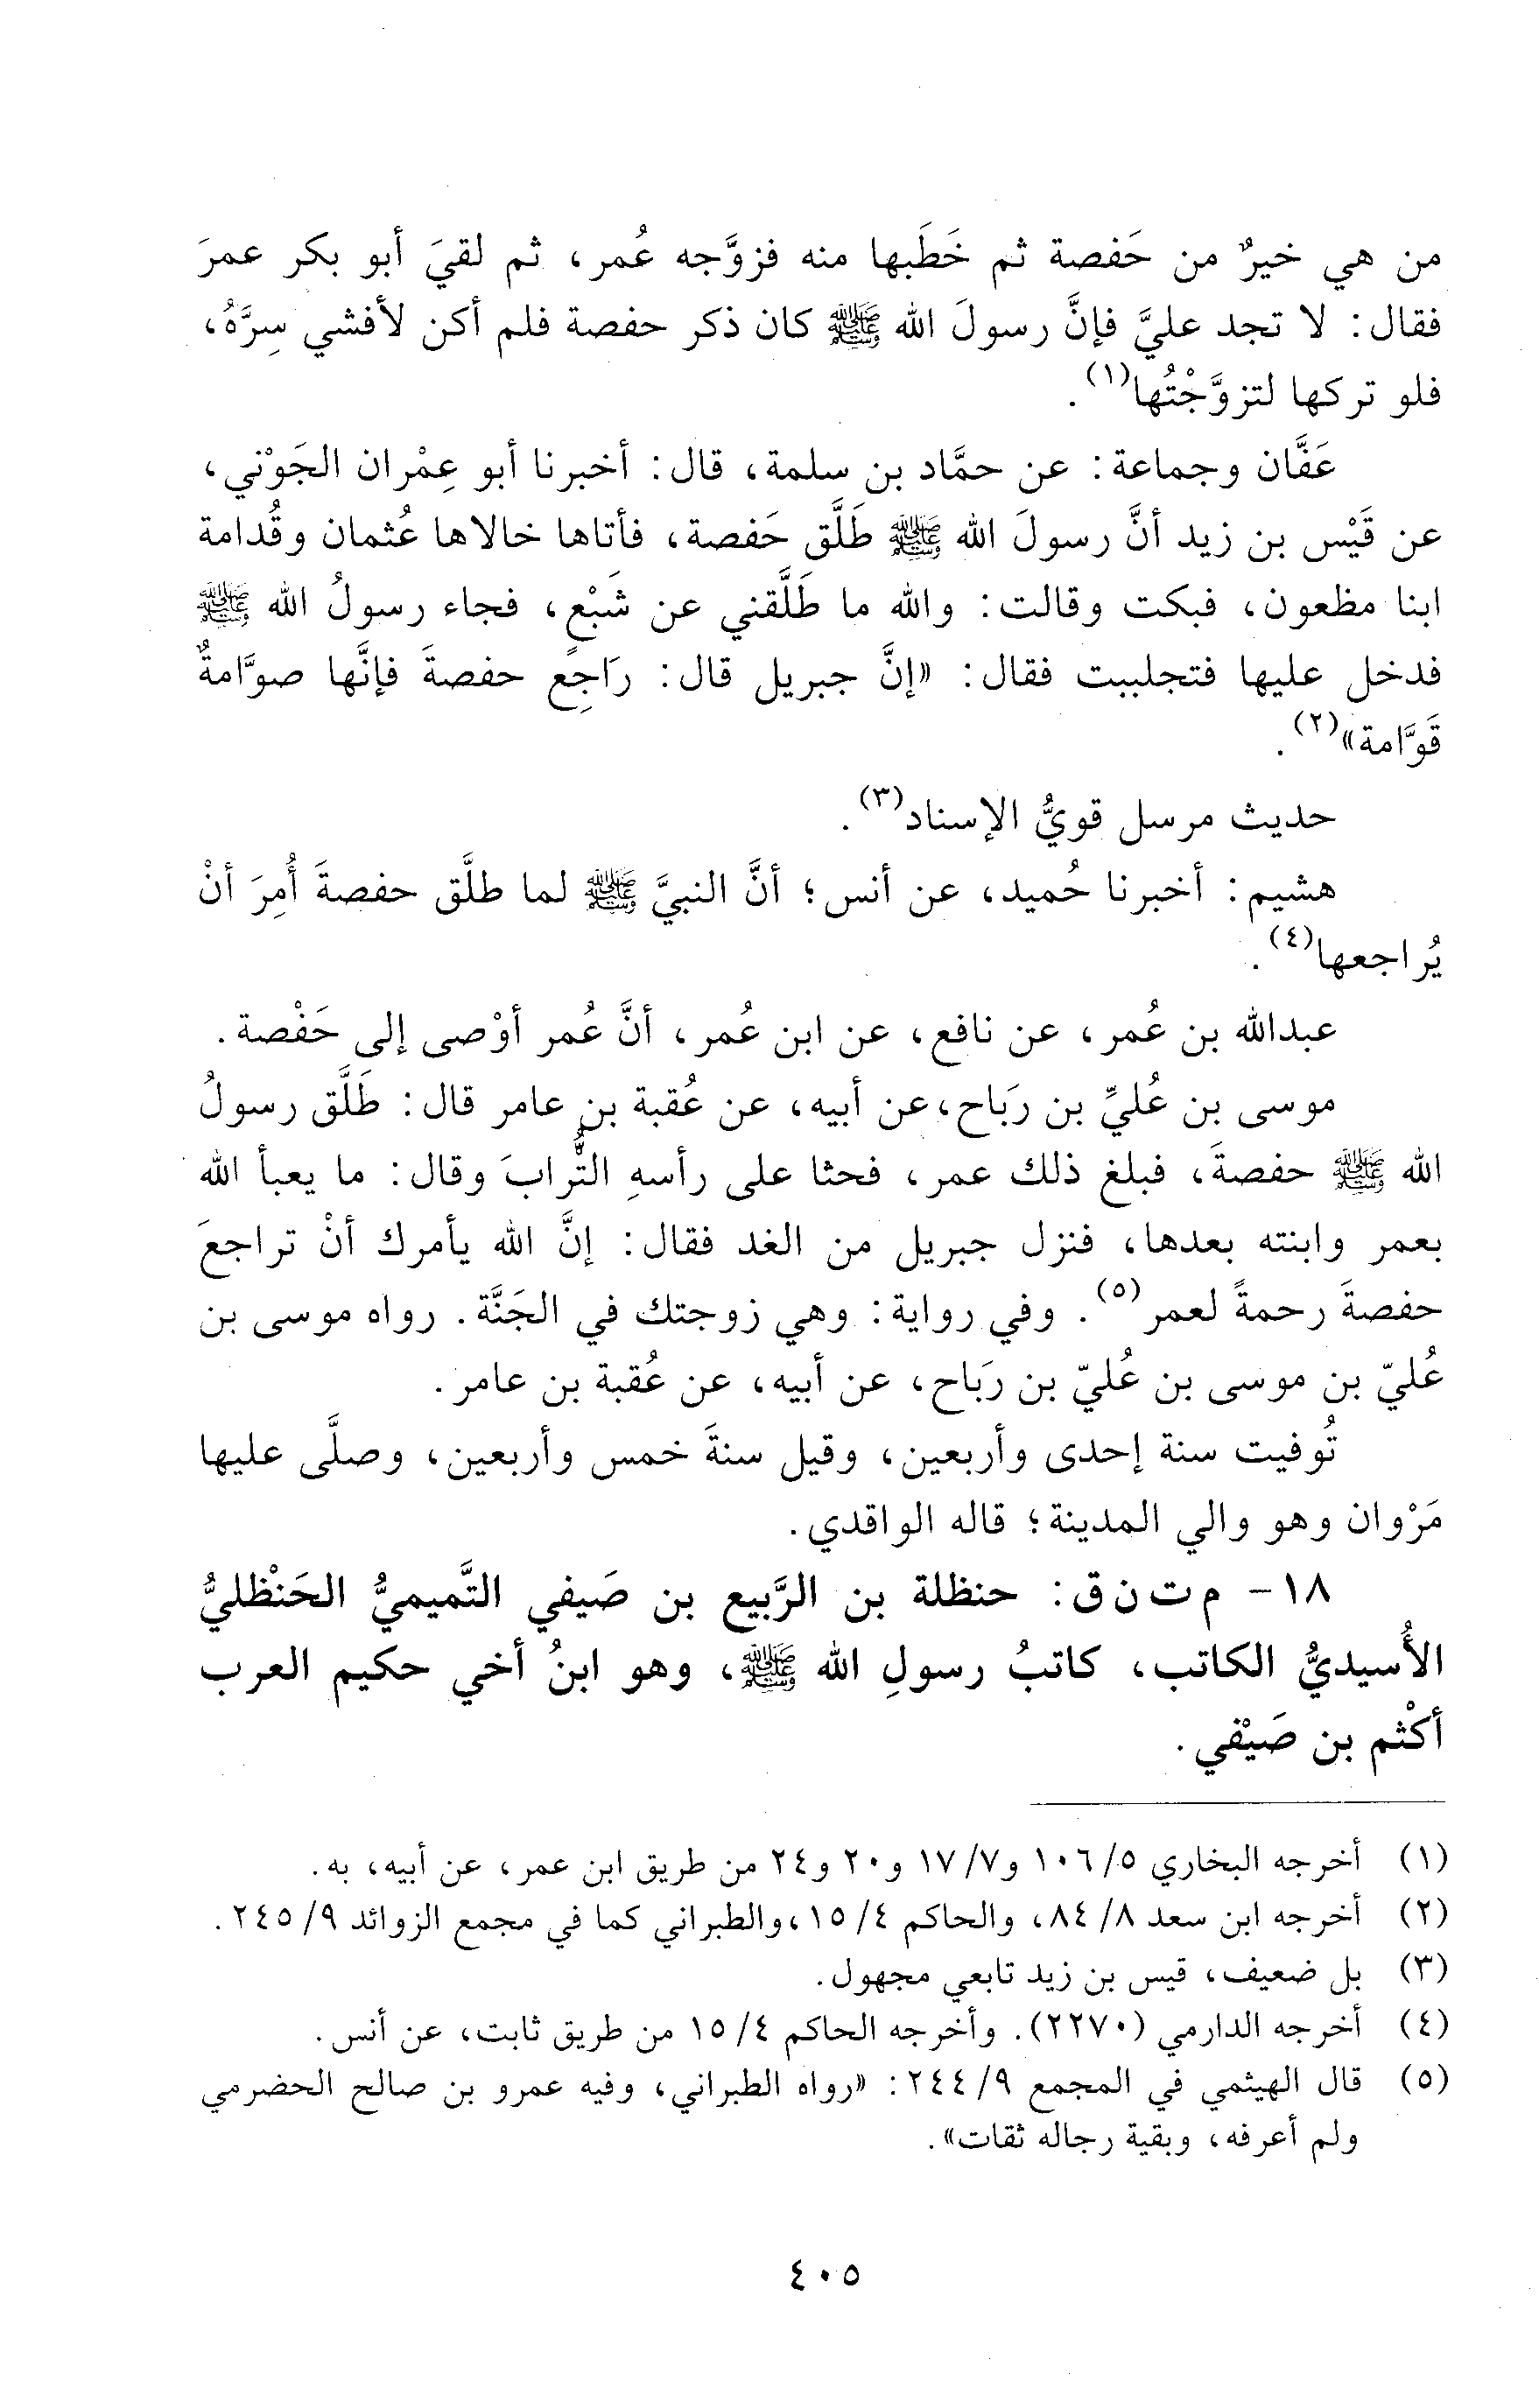 من هي خيرٌ من حَفصة ثم خَطَبها منه فزوَّجه عُمر، ثم لقيَ أبو بكر عمرَ
فقال: لا تجد عليَّ فإنَّ رسولَ الله ﷺ كان ذكر حفصة فلم أكن لأفشي سِرَّهُ،
فلو تركها لتزوَّجْتُها(١).
عَفَّان وجماعة: عن حمَّاد بن سلمة، قال: أخبرنا أبو عِمْران الجَوْني،
عن قَيْس بن زيد أنَّ رسولَ الله ﷺ طَلَّق حَفصة، فأتاها خالاها عُثمان وقُدامة
ابنا مظعون، فبكت وقالت: والله ما طَلَّقني عن شَبْعٍ، فجاء رسولُ الله ﷺ
فدخل عليها فتجلببت فقال: «إنَّ جبريل قال: رَاجِع حفصةَ فإنَّها صوَّامةٌ
قَوَّامة»(٢).
حديث مرسل قويُّ الإسناد(٣).
هشيم: أخبرنا حُميد، عن أنس؛ أنَّ النبيَّ ﷺ لما طلَّق حفصةَ أُمِرَ أنْ
يُراجعها(٤).
عبدالله بن عُمر، عن نافع، عن ابن عُمر، أنَّ عُمر أوْصى إلى حَفْصة.
موسى بن عُليِّ بن رَبَاح،عن أبيه، عن عُقبة بن عامر قال: طَلَّق رسولُ
الله ﷺ حفصةَ، فبلغ ذلك عمر، فحثا على رأسهِ التُّرابَ وقال: ما يعبأ الله
بعمر وابنته بعدها، فنزل جبريل من الغد فقال: إنَّ الله يأمرك أنْ تراجعَ
حفصةَ رحمةً لعمر(٥). وفي رواية: وهي زوجتك في الجَنَّة. رواه موسى بن
عُليّ بن موسى بن عُليّ بن رَبَاح، عن أبيه، عن عُقبة بن عامر.
تُوفيت سنة إحدى وأربعين، وقيل سنةَ خمس وأربعين، وصلَّى عليها
مَرْوان وهو والي المدينة؛ قاله الواقدي.
١٨- م ت ن ق: حنظلة بن الرَّبيع بن صَيفي التَّميميُّ الحَنْظليُّ
الأُسيديُّ الكاتب، كاتبُ رسولِ الله ﷺ، وهو ابنُ أخي حكيم العرب
أكْثم بن صَيْفي.
(١) أخرجه البخاري ٥/ ١٠٦ و٧/ ١٧ و٢٠ و٢٤ من طريق ابن عمر، عن أبيه، به.
(٢) أخرجه ابن سعد ٨/ ٨٤، والحاكم ٤/ ١٥،والطبراني كما في مجمع الزوائد ٩/ ٢٤٥.
(٣) بل ضعيف، قيس بن زيد تابعي مجهول.
(٤) أخرجه الدارمي (٢٢٧٠). وأخرجه الحاكم ٤/ ١٥ من طريق ثابت، عن أنس.
(٥) قال الهيثمي في المجمع ٩/ ٢٤٤: «رواه الطبراني، وفيه عمرو بن صالح الحضرمي
ولم أعرفه، وبقية رجاله ثقات».
٤٠٥